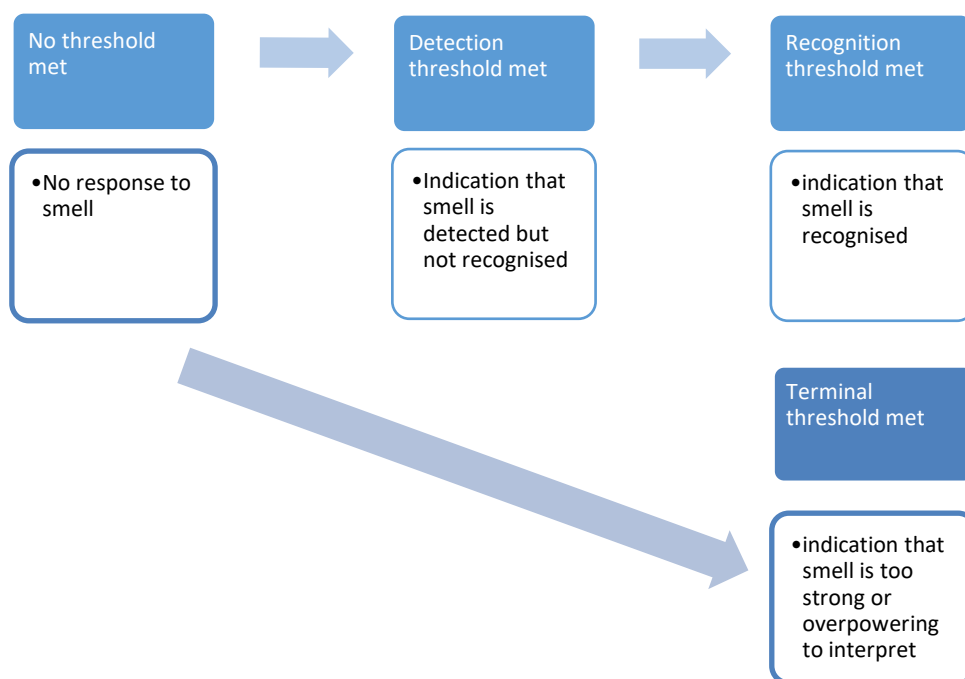 No threshold
met
Detection
threshold met
Recognition
threshold met
•No response to
smell
•Indication that
smell is
detected but
not recognised
•indication that
smell is
recognised
Terminal
threshold met
•indication that
smell is too
strong or
overpowering
to interpret